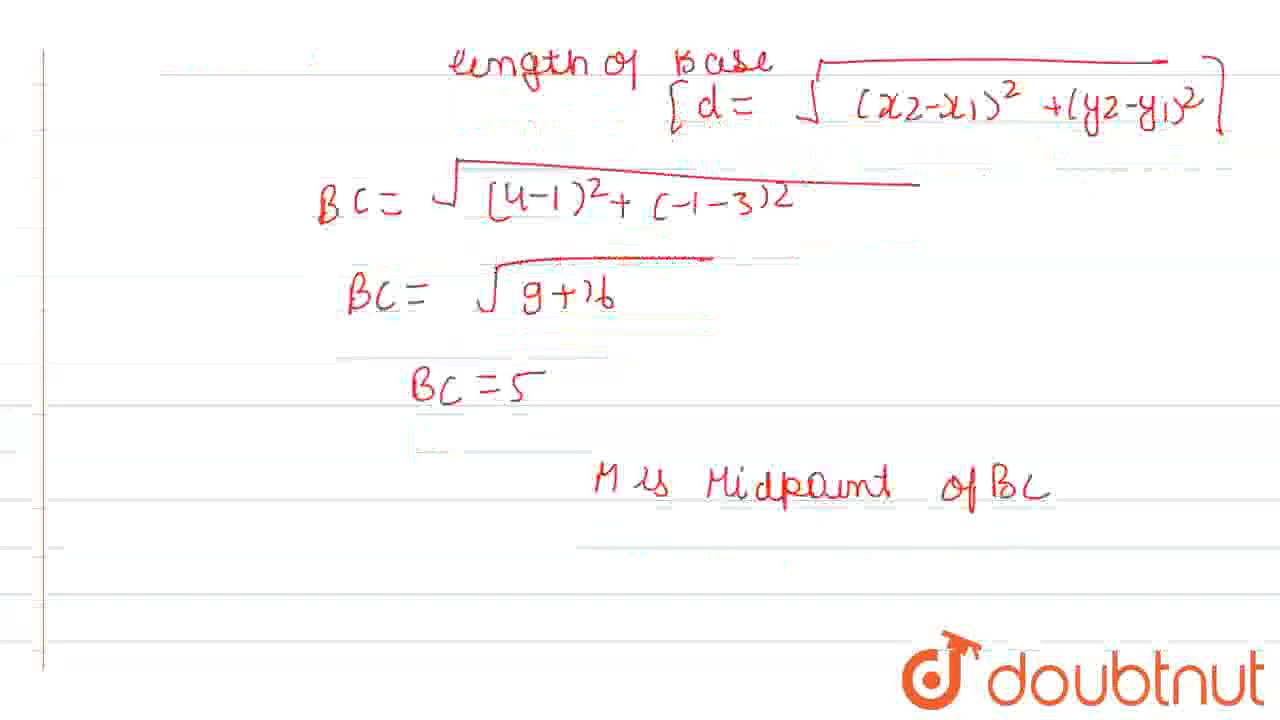 length of Base
[d = √(x2-x1)² + (y2-y1)²]
BC = √(4-1)² + (-1-3)2
BC = √9+16
BC = 5
M is Midpoint of BC
doubtnut